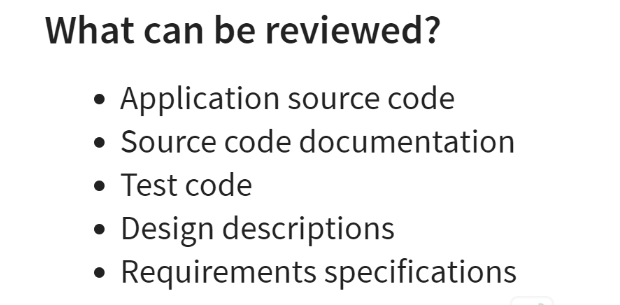 What can be reviewed?
• Application source code
• Source code documentation
• Test code
• Design descriptions
• Requirements specifications